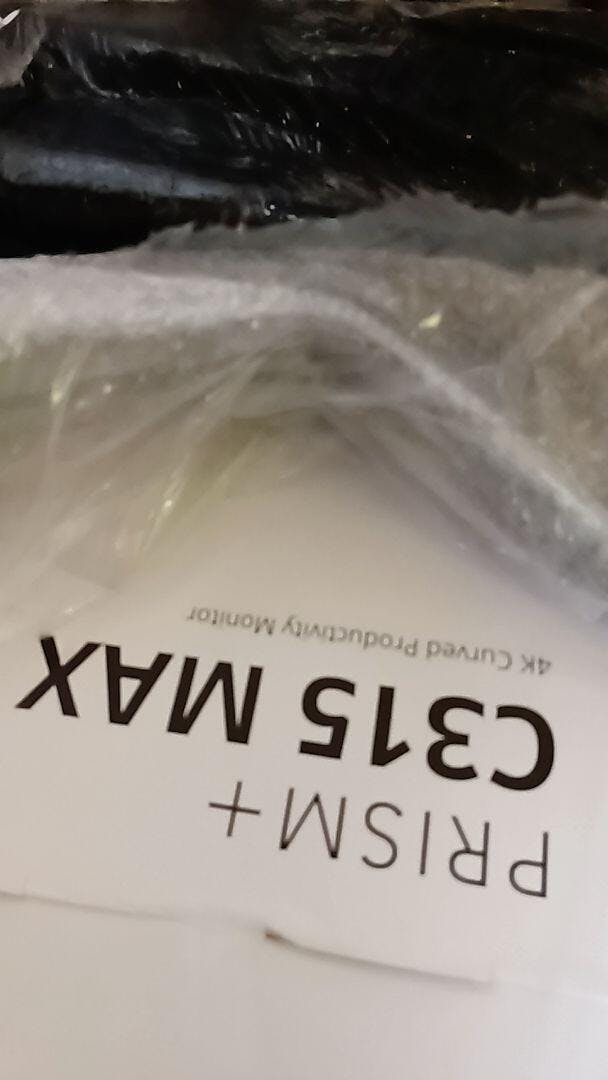 PRISM+
C315 MAX
4K Curved Productivity Monitor